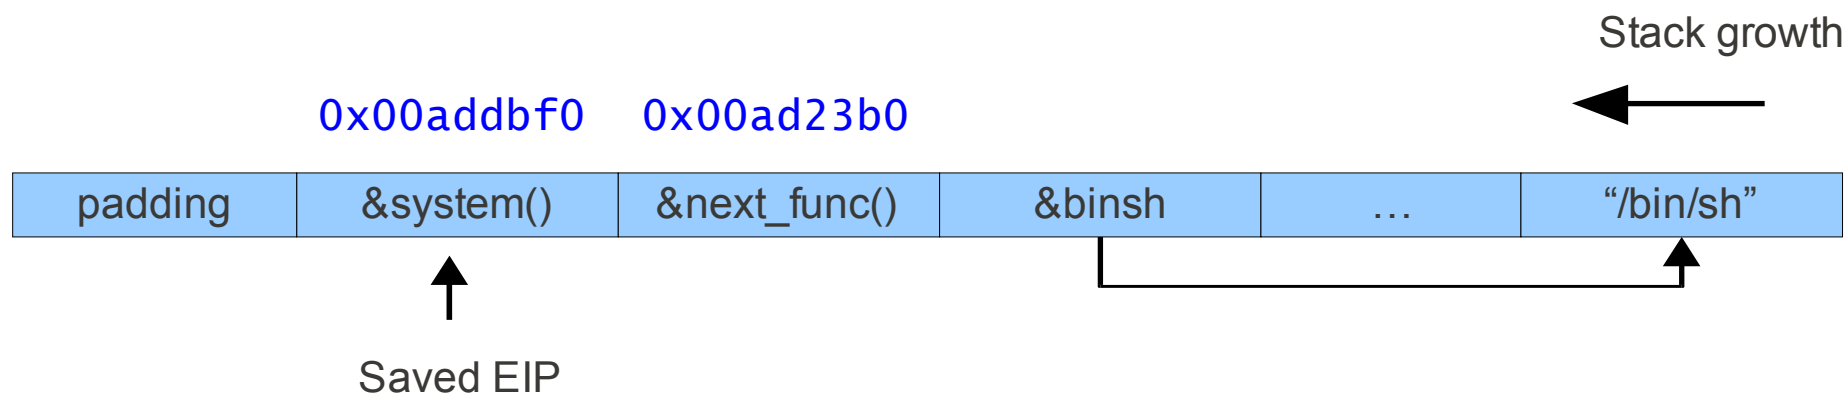 Stack growth
0x00addbf0 0x00ad23b0
padding &system() &next_func() &binsh … “/bin/sh”
Saved EIP